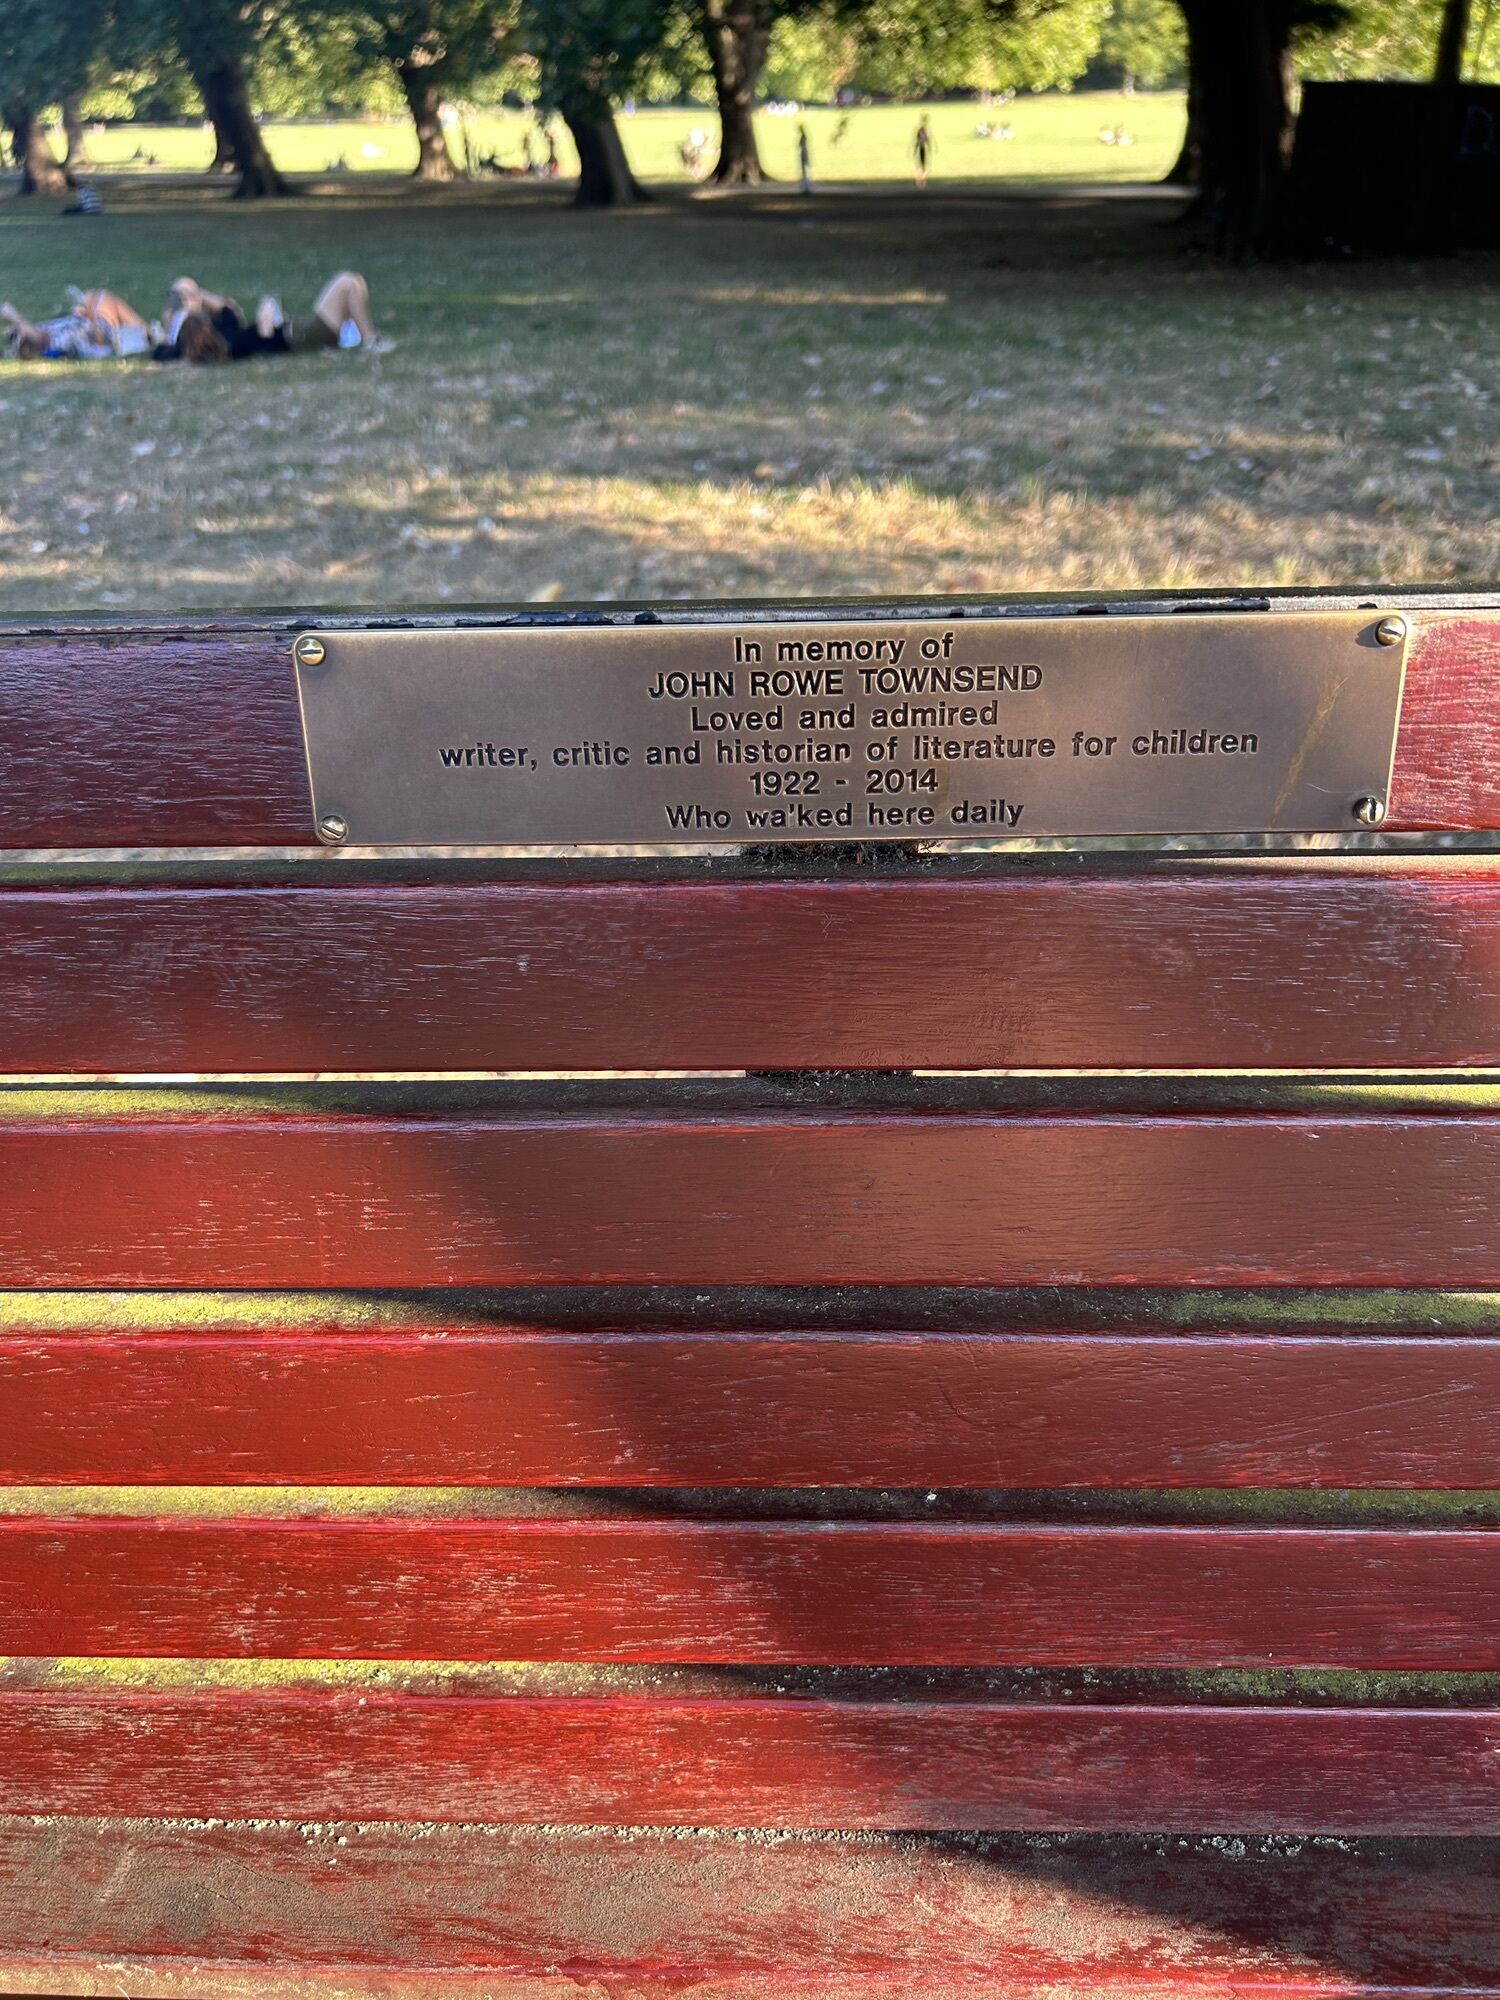 In memory of
JOHN ROWE TOWNSEND
Loved and admired
writer, critic and historian of literature for children
1922 - 2014
Who wa'ked here daily